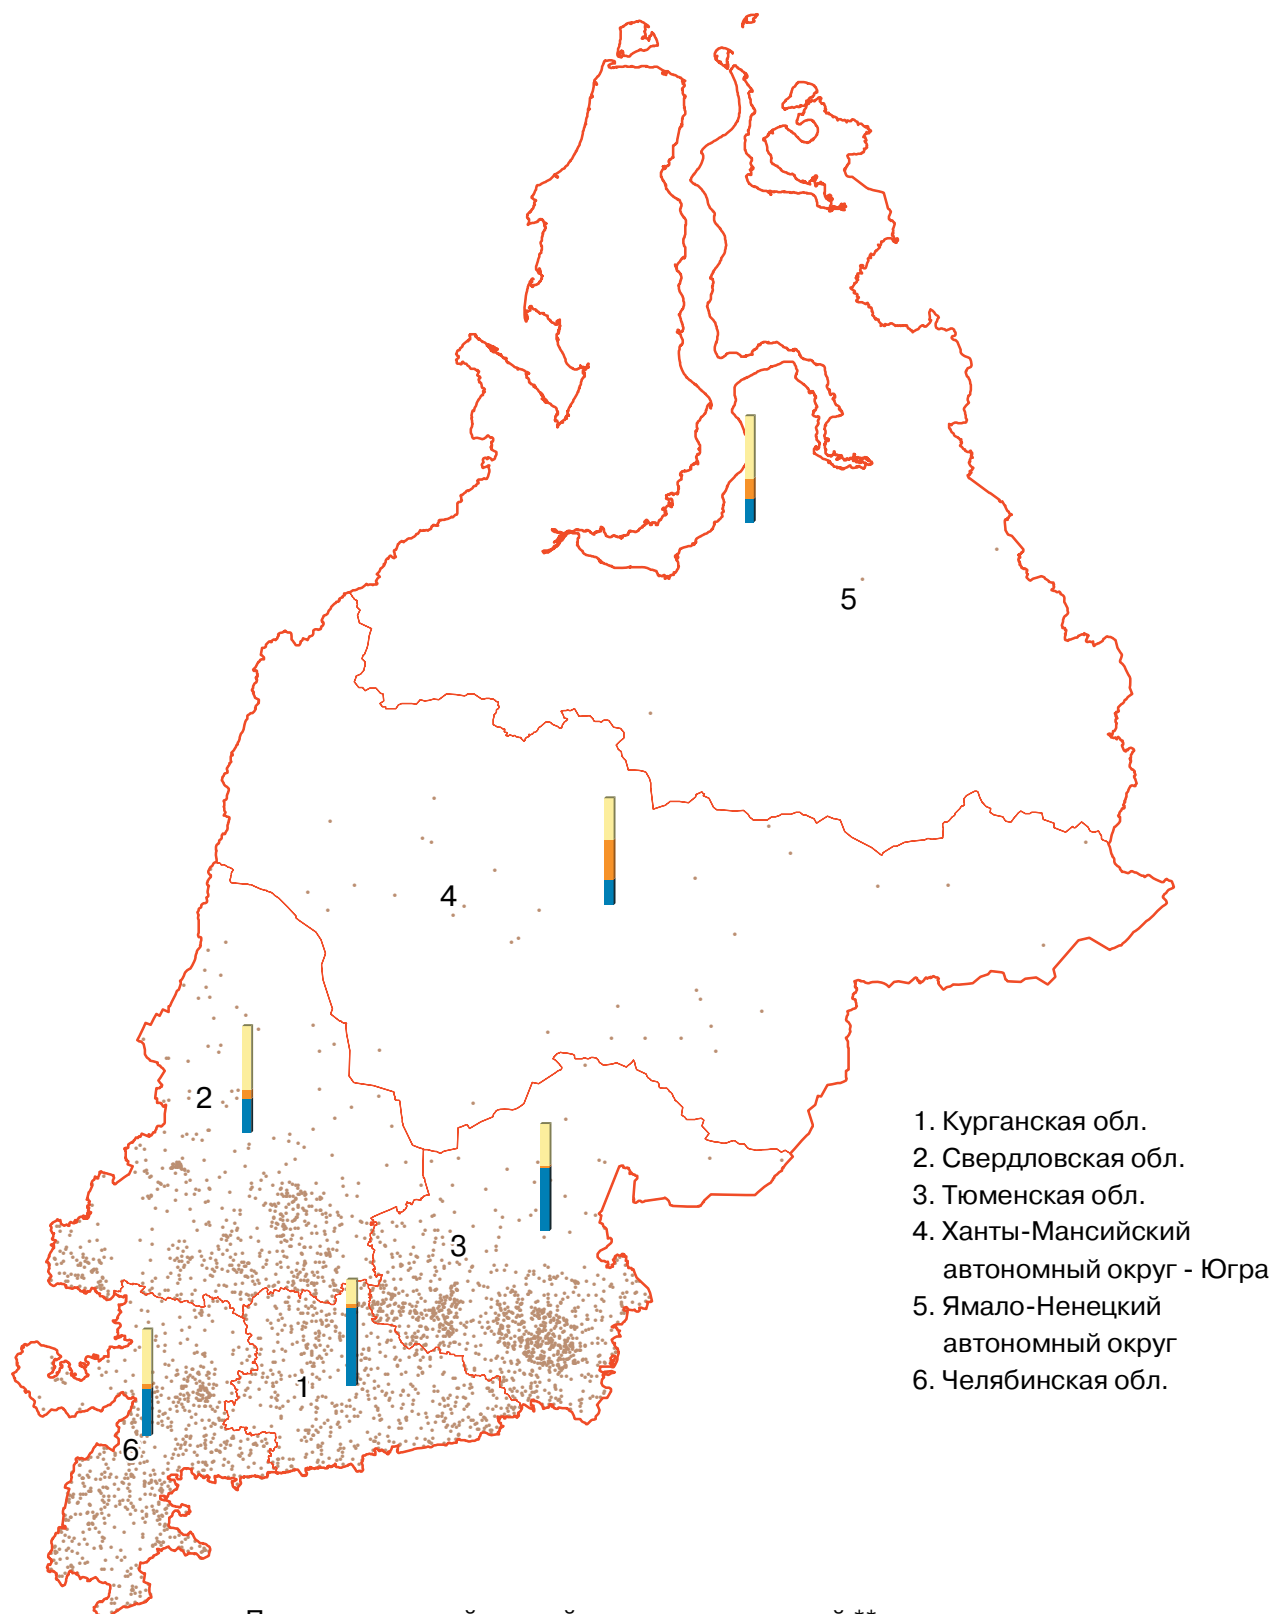 5
4
2
3
1
6
1. Курганская обл.
2. Свердловская обл.
3. Тюменская обл.
4. Ханты-Мансийский
автономный округ - Югра
5. Ямало-Ненецкий
автономный округ
6. Челябинская обл.